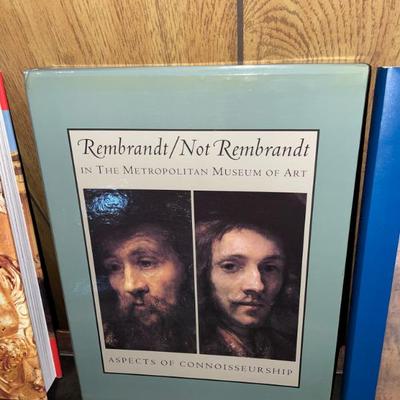 Rembrandt/Not Rembrandt
IN THE METROPOLITAN MUSEUM OF ART
ASPECTS OF CONNOISSEURSHIP